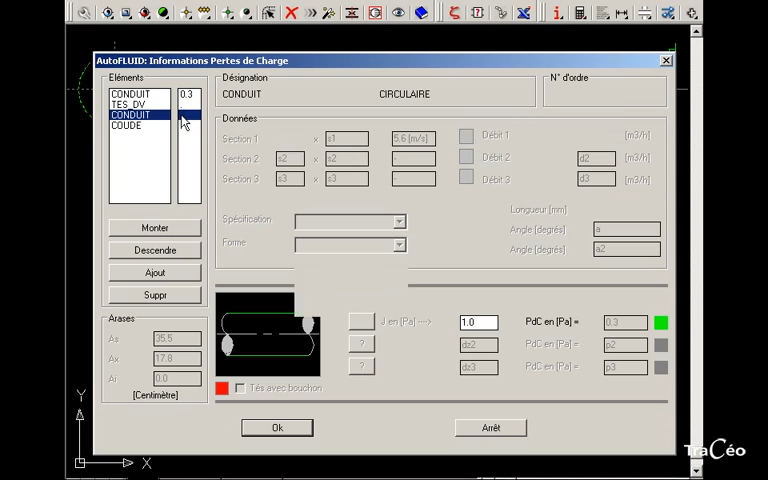 AutoFLUID: Informations Pertes de Charge
Eléments
CONDUIT 0.3
TES_DV -
CONDUIT
COUDE
Désignation
CONDUIT CIRCULAIRE
N° d'ordre
Données
Section 1 x s1 5.6 [m/s] Débit 1 [m3/h]
Section 2 s2 x s2 - Débit 2 d2 [m3/h]
Section 3 s3 x s3 - Débit 3 d3 [m3/h]
Longueur [mm]
Spécification
Angle [degrés] a
Forme
Angle [degrés] a2
Monter
Descendre
Ajout
Suppr
Arases
As 35.5
Ax 17.8
Ai 0.0
[Centimètre]
J en [Pa] ----> 1.0 PdC en [Pa] = 0.3
? dz2 PdC en [Pa] = p2
? dz3 PdC en [Pa] = p3
Tés avec bouchon
Ok
Arrêt
Y
X
TraCéo